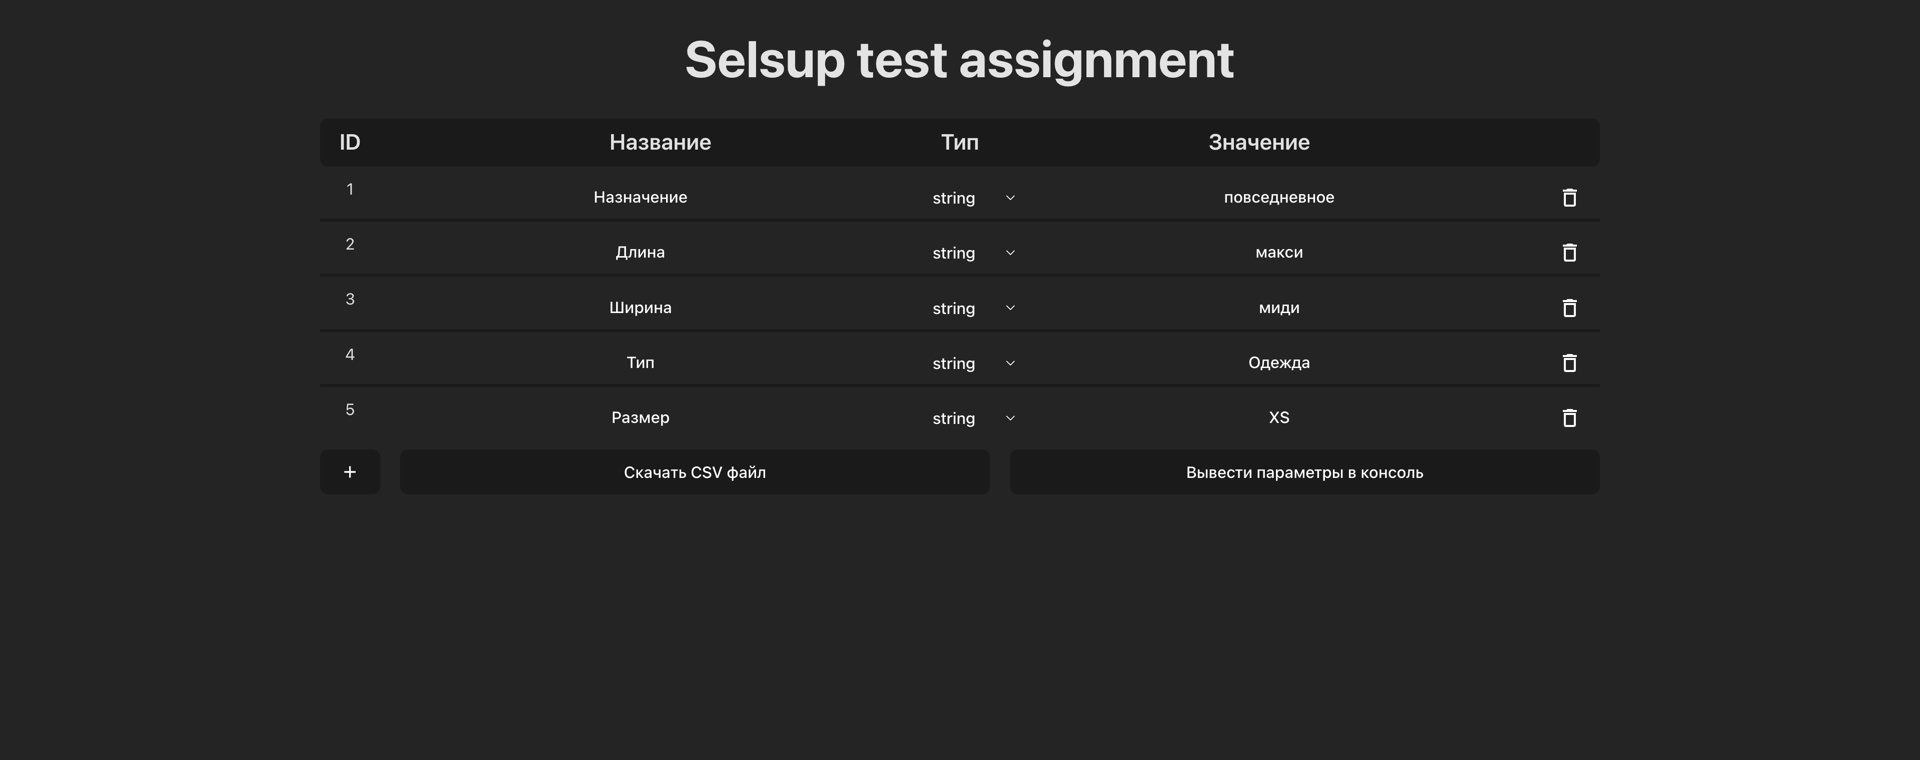 Selsup test assignment
ID Название Тип Значение
1 Назначение string повседневное
2 Длина string макси
3 Ширина string миди
4 Тип string Одежда
5 Размер string XS
+ Скачать CSV файл Вывести параметры в консоль